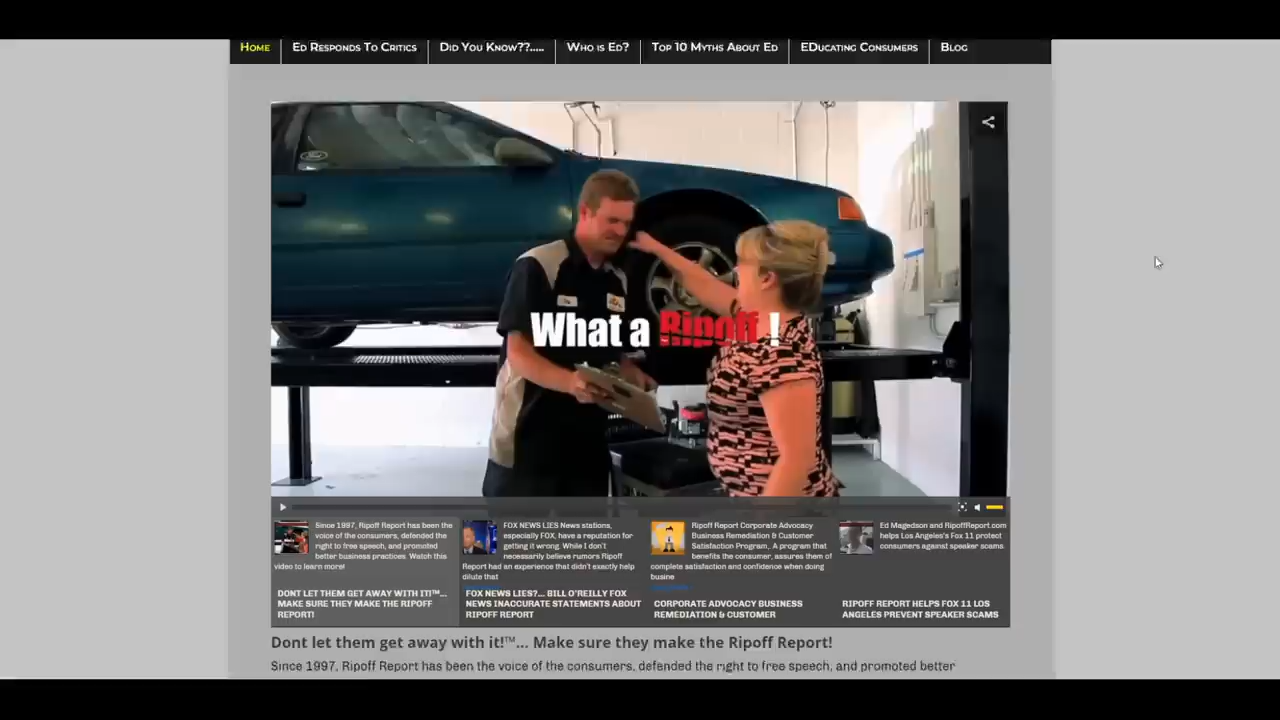 Home
Ed Responds To Critics
Did You Know??.....
Who is Ed?
Top 10 Myths About Ed
EDucating Consumers
Blog
What a Ripoff !
Since 1997, Ripoff Report has been the
voice of the consumers, defended the
right to free speech, and promoted
better business practices. Watch this
video to learn more!
DONT LET THEM GET AWAY WITH IT!™...
MAKE SURE THEY MAKE THE RIPOFF
REPORT!
FOX NEWS LIES News stations,
especially FOX, have a reputation for
getting it wrong. While I don't
necessarily believe rumors Ripoff
Report had an experience that didn't exactly help
dilute that
FOX NEWS LIES?... BILL O'REILLY FOX
NEWS INACCURATE STATEMENTS ABOUT
RIPOFF REPORT
Ripoff Report Corporate Advocacy
Business Remediation & Customer
Satisfaction Program, A program that
benefits the consumer, assures them of
complete satisfaction and confidence when doing
busine
CORPORATE ADVOCACY BUSINESS
REMEDIATION & CUSTOMER
Ed Magedson and RipoffReport.com
helps Los Angeles's Fox 11 protect
consumers against speaker scams.
RIPOFF REPORT HELPS FOX 11 LOS
ANGELES PREVENT SPEAKER SCAMS
Dont let them get away with it!™... Make sure they make the Ripoff Report!
Since 1997, Ripoff Report has been the voice of the consumers, defended the right to free speech, and promoted better